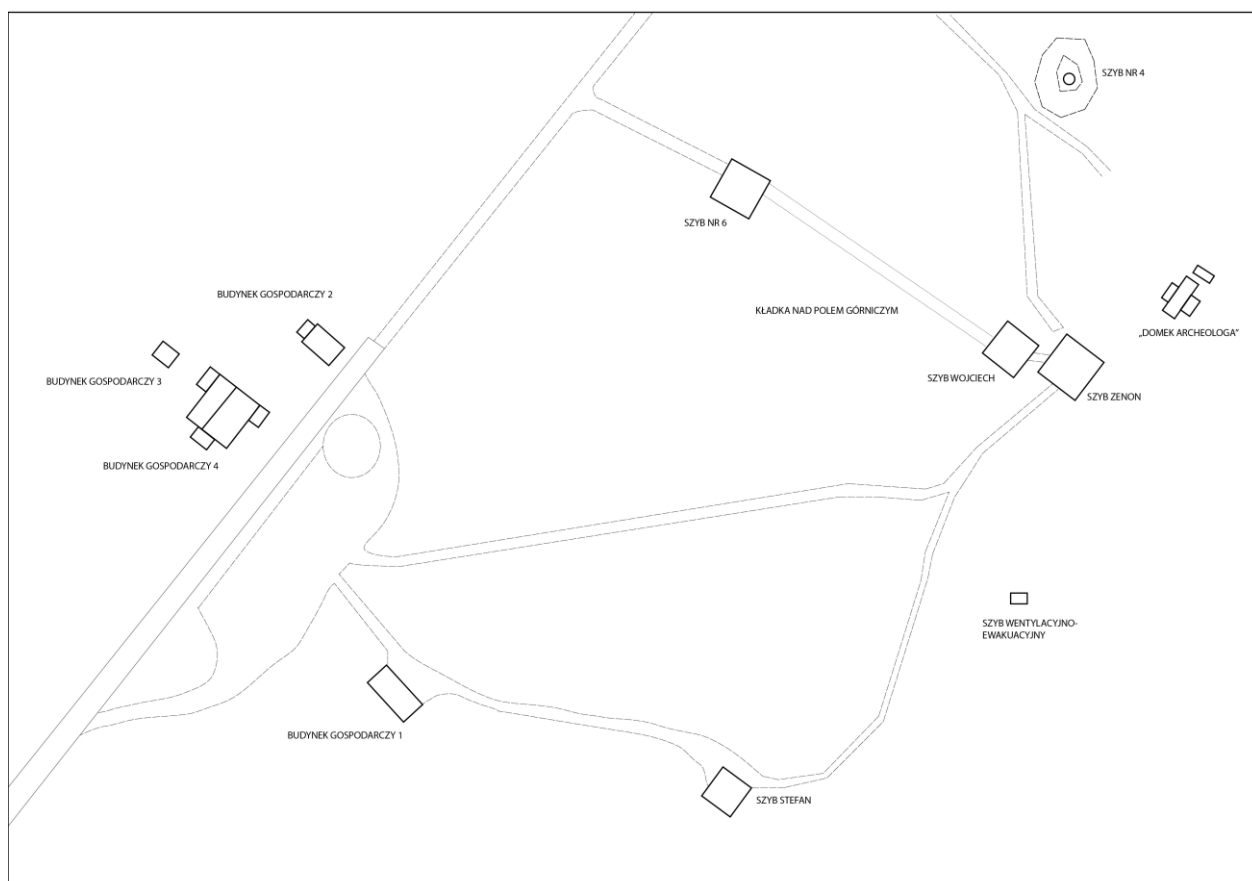 SZYB NR 4
SZYB NR 6
BUDYNEK GOSPODARCZY 2
KŁADKA NAD POLEM GÓRNICZYM
„DOMEK ARCHEOLOGA”
BUDYNEK GOSPODARCZY 3
SZYB WOJCIECH
SZYB ZENON
BUDYNEK GOSPODARCZY 4
SZYB WENTYLACYJNO-
EWAKUACYJNY
BUDYNEK GOSPODARCZY 1
SZYB STEFAN